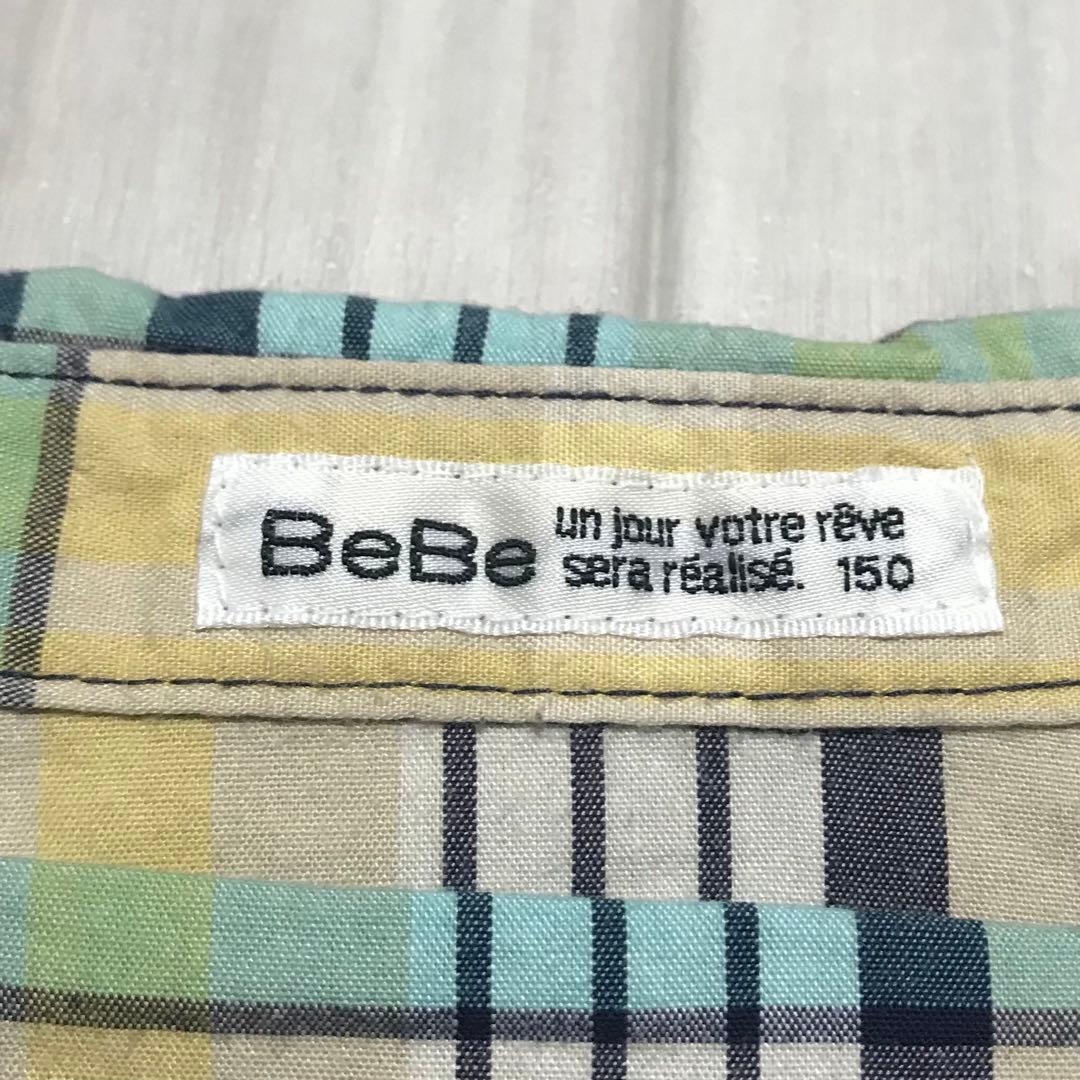 BeBe
un jour votre rêve
sera réalisé. 150